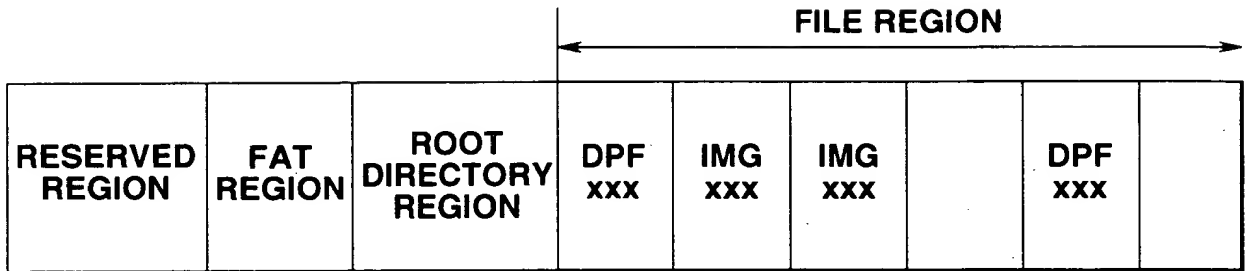 FILE REGION
RESERVED
REGION
FAT
REGION
ROOT
DIRECTORY
REGION
DPF
xxx
IMG
xxx
IMG
xxx
DPF
xxx